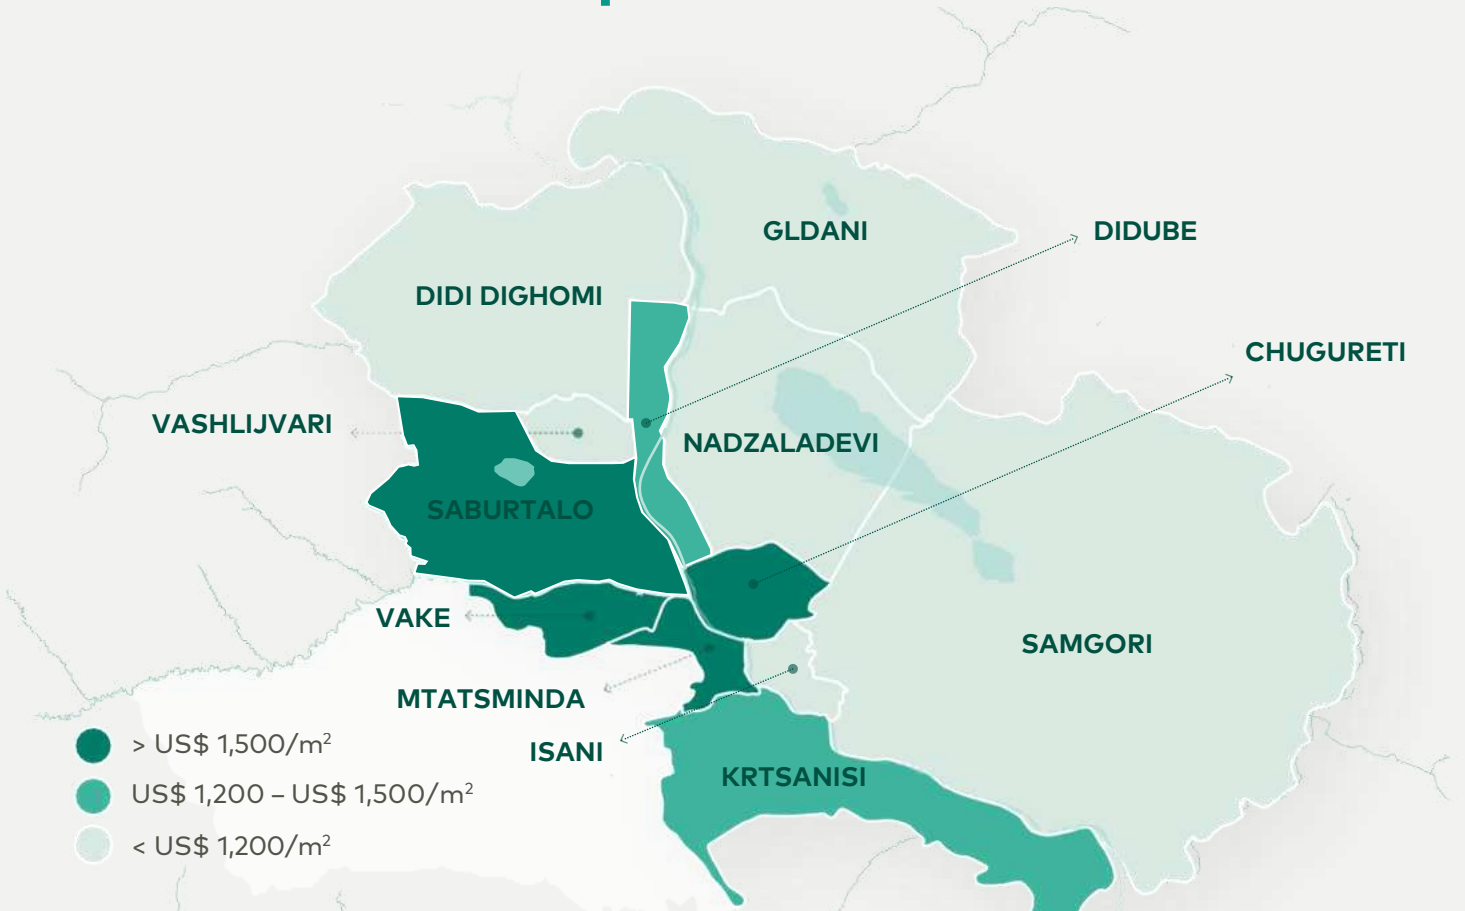 GLDANI
DIDUBE
DIDI DIGHOMI
CHUGURETI
VASHLIJVARI
NADZALADEVI
SABURTALO
VAKE
SAMGORI
MTATSMINDA
ISANI
KRTSANISI
> US$ 1,500/m²
US$ 1,200 – US$ 1,500/m²
< US$ 1,200/m²